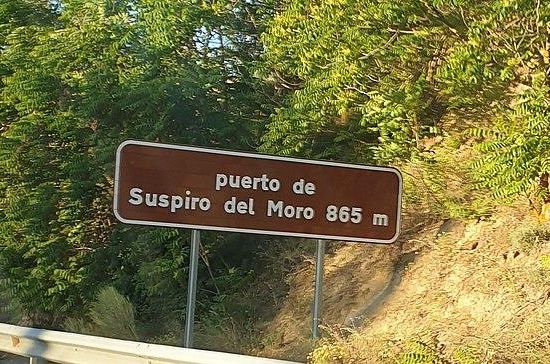 puerto de
Suspiro del Moro 865 m